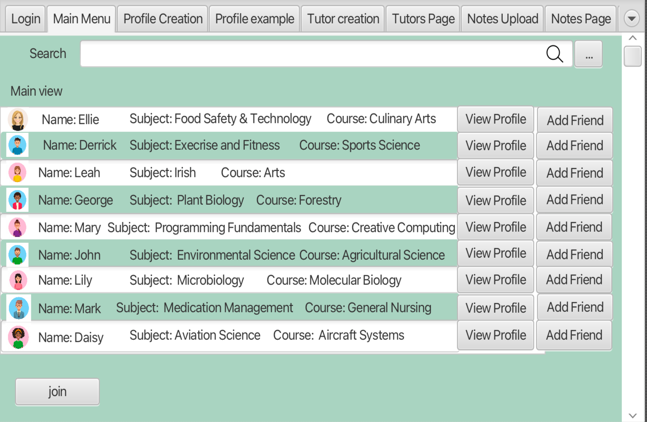 Login Main Menu Profile Creation Profile example Tutor creation Tutors Page Notes Upload Notes Page
Search ...
Main view
Name: Ellie Subject: Food Safety & Technology Course: Culinary Arts View Profile Add Friend
Name: Derrick Subject: Execrise and Fitness Course: Sports Science View Profile Add Friend
Name: Leah Subject: Irish Course: Arts View Profile Add Friend
Name: George Subject: Plant Biology Course: Forestry View Profile Add Friend
Name: Mary Subject: Programming Fundamentals Course: Creative Computing View Profile Add Friend
Name: John Subject: Environmental Science Course: Agricultural Science View Profile Add Friend
Name: Lily Subject: Microbiology Course: Molecular Biology View Profile Add Friend
Name: Mark Subject: Medication Management Course: General Nursing View Profile Add Friend
Name: Daisy Subject: Aviation Science Course: Aircraft Systems View Profile Add Friend
join